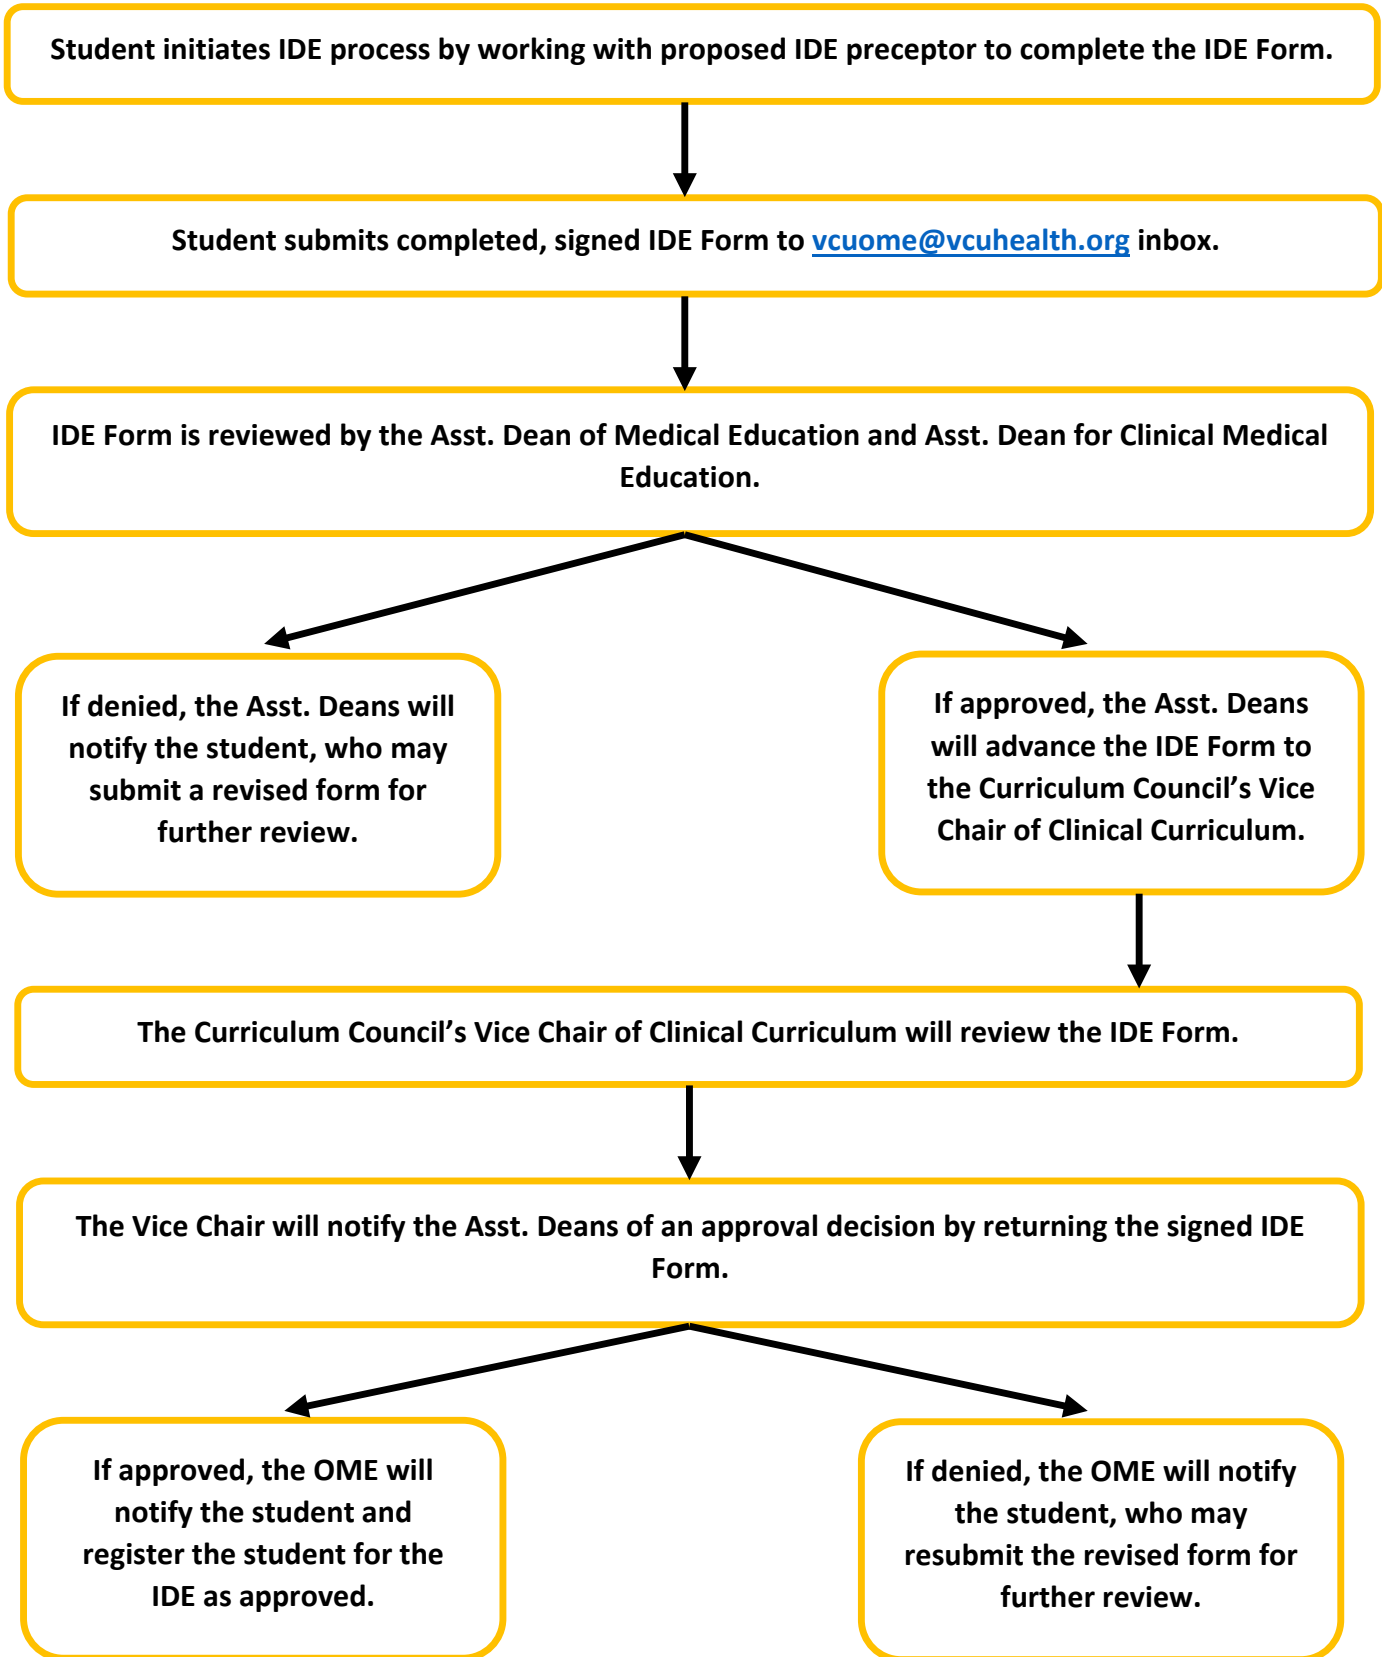 Student initiates IDE process by working with proposed IDE preceptor to complete the IDE Form.
Student submits completed, signed IDE Form to vcuome@vcuhealth.org inbox.
IDE Form is reviewed by the Asst. Dean of Medical Education and Asst. Dean for Clinical Medical
Education.
If denied, the Asst. Deans will
notify the student, who may
submit a revised form for
further review.
If approved, the Asst. Deans
will advance the IDE Form to
the Curriculum Council’s Vice
Chair of Clinical Curriculum.
The Curriculum Council’s Vice Chair of Clinical Curriculum will review the IDE Form.
The Vice Chair will notify the Asst. Deans of an approval decision by returning the signed IDE
Form.
If approved, the OME will
notify the student and
register the student for the
IDE as approved.
If denied, the OME will notify
the student, who may
resubmit the revised form for
further review.